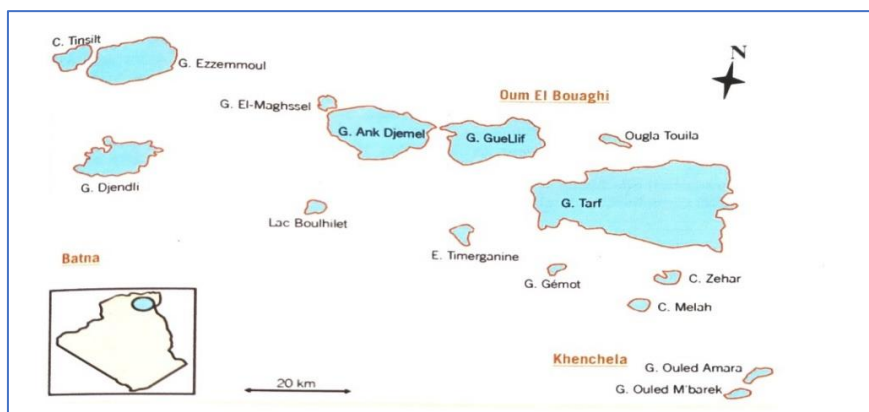 C. Tinsilt
G. Ezzemmoul
N
G. El-Maghssel
Oum El Bouaghi
G. Ank Djemel
G. GueLlif
Ougla Touila
G. Djendli
G. Tarf
Lac Boulhilet
E. Timerganine
Batna
G. Gémot
C. Zehar
C. Melah
Khenchela
G. Ouled Amara
20 km
G. Ouled M'barek